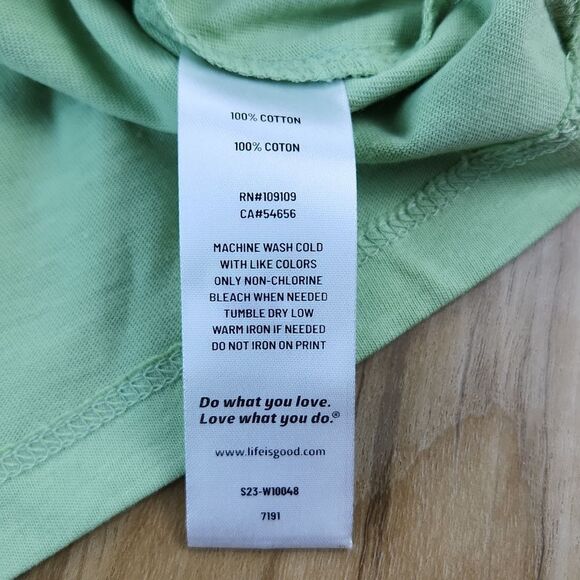 100% COTTON
100% COTON
RN#109109
CA#54656
MACHINE WASH COLD
WITH LIKE COLORS
ONLY NON-CHLORINE
BLEACH WHEN NEEDED
TUMBLE DRY LOW
WARM IRON IF NEEDED
DO NOT IRON ON PRINT
Do what you love.
Love what you do.®
www.lifeisgood.com
S23-W10048
7191